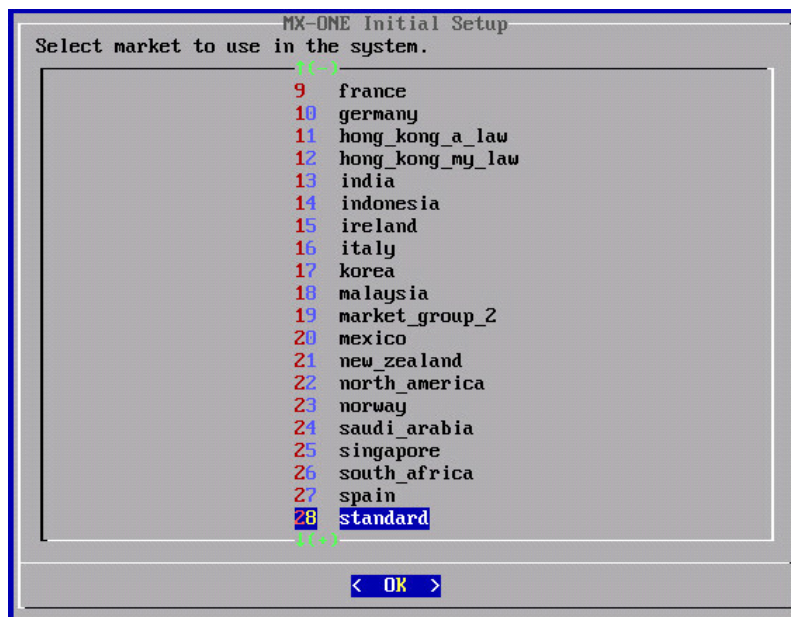 MX-ONE Initial Setup
Select market to use in the system.
↑(-)
9 france
10 germany
11 hong_kong_a_law
12 hong_kong_my_law
13 india
14 indonesia
15 ireland
16 italy
17 korea
18 malaysia
19 market_group_2
20 mexico
21 new_zealand
22 north_america
23 norway
24 saudi_arabia
25 singapore
26 south_africa
27 spain
28 standard
↓(+)
< OK >